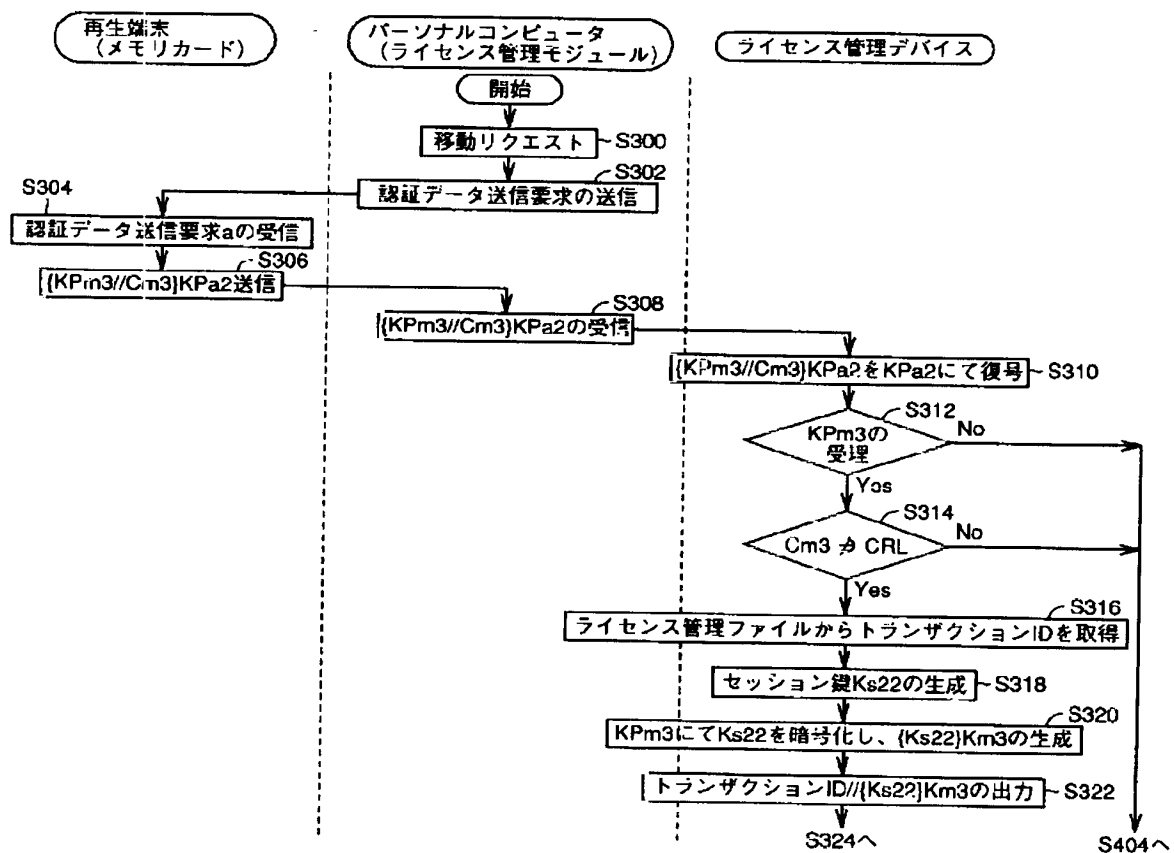 再生端末
(メモリカード)
パーソナルコンピュータ
(ライセンス管理モジュール)
ライセンス管理デバイス
開始
移動リクエスト
S300
S302
認証データ送信要求の送信
S304
認証データ送信要求aの受信
S306
{KPm3//Cm3}KPa2送信
S308
{KPm3//Cm3}KPa2の受信
{KPm3//Cm3}KPa2をKPa2にて復号
S310
S312
KPm3の
受理
No
Yes
S314
Cm3 ∌ CRL
No
Yes
S316
ライセンス管理ファイルからトランザクションIDを取得
セッション鍵Ks22の生成
S318
S320
KPm3にてKs22を暗号化し、{Ks22}Km3の生成
トランザクションID//{Ks22}Km3の出力
S322
S324へ
S404へ